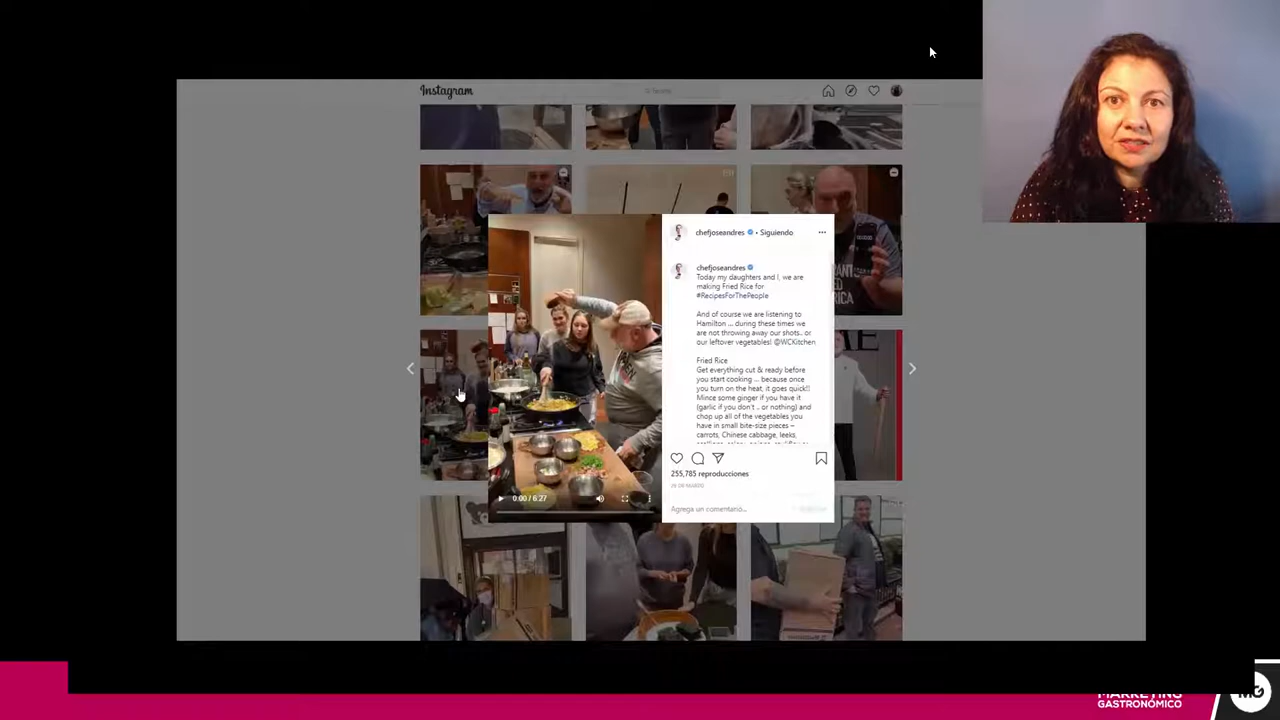 Instagram
chefjoseandres • Siguiendo
chefjoseandres
Today my daughters and I, we are
making Fried Rice for
#RecipesForThePeople
And of course we are listening to
Hamilton ... during these times we
are not throwing away our shots.. or
our leftover vegetables! @WCKitchen
Fried Rice
Get everything cut & ready before
you start cooking ... because once
you turn on the heat, it goes quick!!
Mince some ginger if you have it
(garlic if you don't .. or nothing) and
chop up all of the vegetables you
have in small bite-size pieces –
carrots, Chinese cabbage, leeks,
0:00 / 6:27
255,785 reproducciones
Agrega un comentario...
MARKETING
GASTRONÓMICO
MG